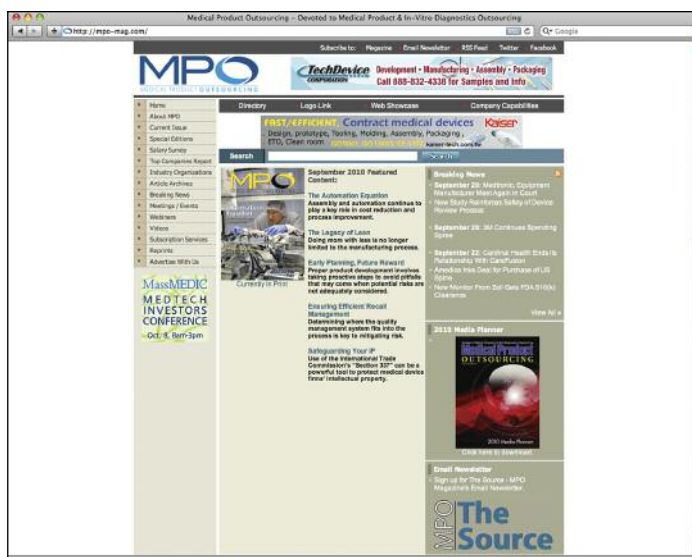 Medical Product Outsourcing – Devoted to Medical Product & In-Vitro Diagnostics Outsourcing
http://mpo-mag.com/
Google
Subscribe to: Magazine Email Newsletter RSS Feed Twitter Facebook
MPO
MEDICAL PRODUCT OUTSOURCING
TechDevice
CORPORATION
Development • Manufacturing • Assembly • Packaging
Call 888-832-4338 for Samples and Info
Directory Logo Link Web Showcase Company Capabilities
FAST/EFFICIENT. Contract medical devices Kaiser
Design, prototype, Tooling, Molding, Assembly, Packaging,
ETO, Clean room
kaiser-tech.com.tw
Search Search
Home
About MPO
Current Issue
Special Editions
Salary Survey
Top Companies Report
Industry Organizations
Article Archives
Breaking News
Meetings / Events
Webinars
Videos
Subscription Services
Reprints
Advertise With Us
MassMEDIC
MEDTECH
INVESTORS
CONFERENCE
Oct. 8, 8am-3pm
MPO
Automation
Equation
Currently in Print
September 2010 Featured
Content:
The Automation Equation
Assembly and automation continue to
play a key role in cost reduction and
process improvement.
The Legacy of Lean
Doing more with less is no longer
limited to the manufacturing process.
Early Planning, Future Reward
Proper product development involves
taking proactive steps to avoid pitfalls
that may come when potential risks are
not adequately considered.
Ensuring Efficient Recall
Management
Determining where the quality
management system fits into the
process is key to mitigating risk.
Safeguarding Your IP
Use of the International Trade
Commission's "Section 337" can be a
powerful tool to protect medical device
firms' intellectual property.
Breaking News
Medtronic, Equipment
Manufacturer Meet Again in Court
New Study Reinforces Safety of Device
Review Process
3M Continues Spending
Spree
Cardinal Health Ends its
Relationship With CareFusion
Amedica Inks Deal for Purchase of US
Spine
New Monitor From Zoll Gets FDA 510(k)
Clearance
View All »
2010 Media Planner
Medical Product
OUTSOURCING
2010 Media Planner
Click here to download.
Email Newsletter
Sign up for The Source - MPO
Magazine's Email Newsletter.
MPO
The
Source